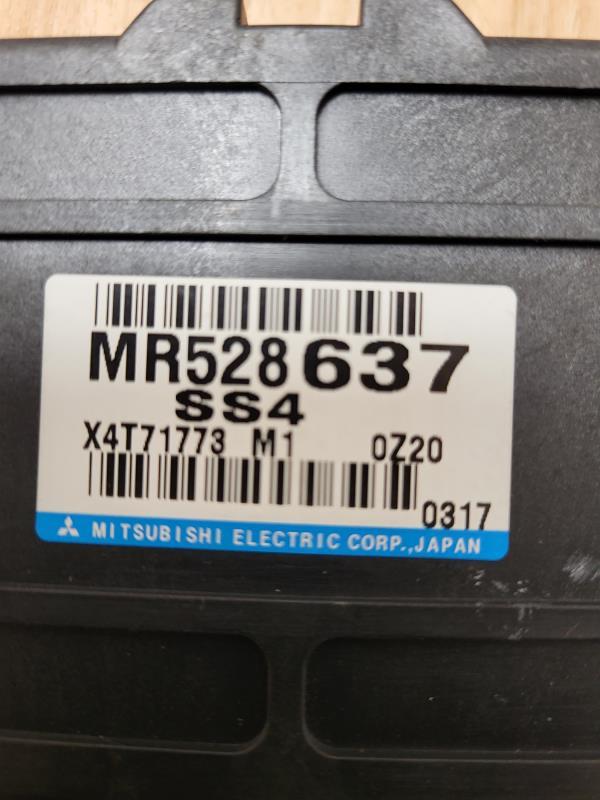 MR528637
SS4
X4T71773 M1 0Z20
0317
MITSUBISHI ELECTRIC CORP.,JAPAN